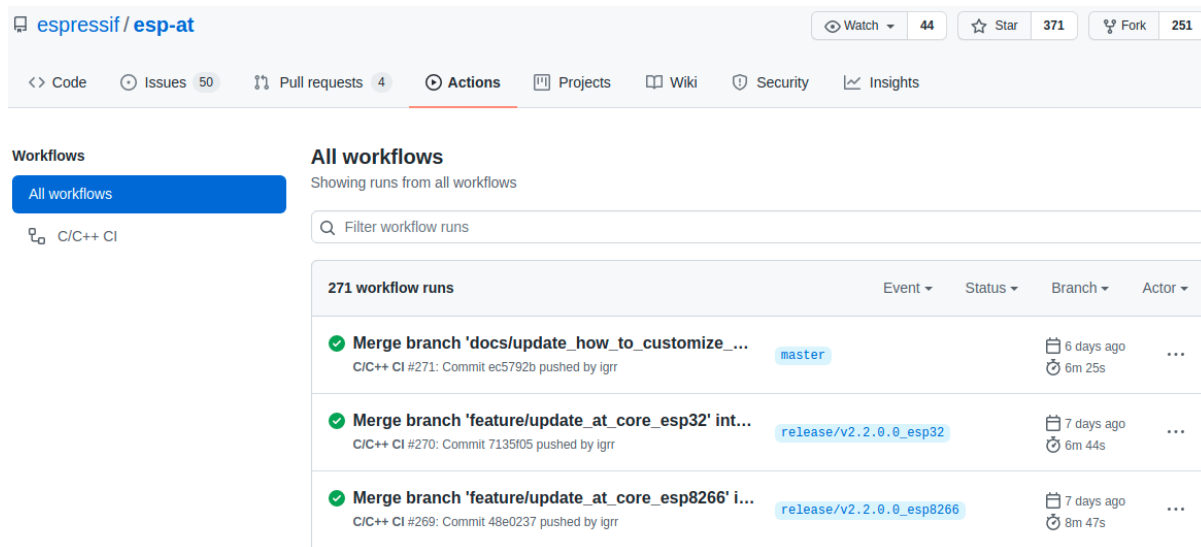 espressif / esp-at
Watch 44 Star 371 Fork 251
Code Issues 50 Pull requests 4 Actions Projects Wiki Security Insights
Workflows
All workflows
C/C++ CI
All workflows
Showing runs from all workflows
Filter workflow runs
271 workflow runs Event Status Branch Actor
Merge branch 'docs/update_how_to_customize_...
C/C++ CI #271: Commit ec5792b pushed by igrr
master
6 days ago
6m 25s
Merge branch 'feature/update_at_core_esp32' int...
C/C++ CI #270: Commit 7135f05 pushed by igrr
release/v2.2.0.0_esp32
7 days ago
6m 44s
Merge branch 'feature/update_at_core_esp8266' i...
C/C++ CI #269: Commit 48e0237 pushed by igrr
release/v2.2.0.0_esp8266
7 days ago
8m 47s